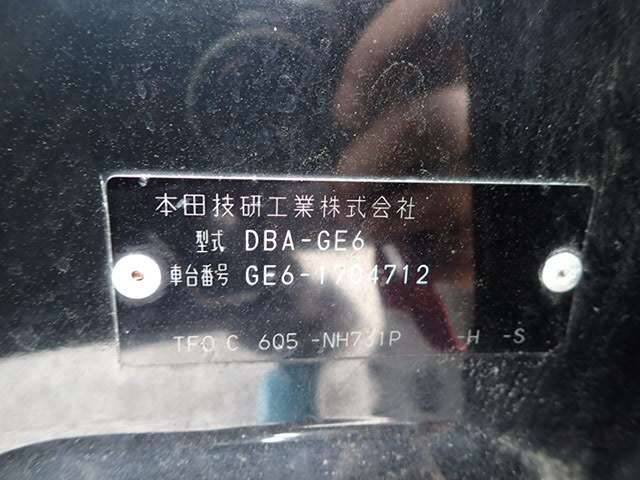 本田技研工業株式会社
型式 DBA-GE6
車台番号 GE6-1704712
TFO C 605 -NH731P -H -S